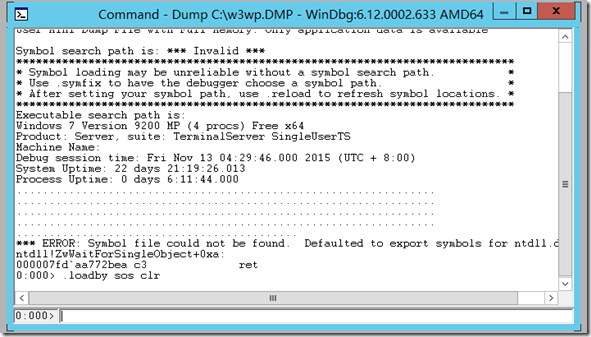 Command - Dump C:\w3wp.DMP - WinDbg:6.12.0002.633 AMD64
User Mini Dump File with Full Memory: Only application data is available
Symbol search path is: *** Invalid ***
****************************************************************************
* Symbol loading may be unreliable without a symbol search path.           *
* Use .symfix to have the debugger choose a symbol path.                   *
* After setting your symbol path, use .reload to refresh symbol locations. *
****************************************************************************
Executable search path is:
Windows 7 Version 9200 MP (4 procs) Free x64
Product: Server, suite: TerminalServer SingleUserTS
Machine Name:
Debug session time: Fri Nov 13 04:29:46.000 2015 (UTC + 8:00)
System Uptime: 22 days 21:19:26.013
Process Uptime: 0 days 6:11:44.000
................................................................
................................................................
................................................................
...........................................
*** ERROR: Symbol file could not be found.  Defaulted to export symbols for ntdll.d
ntdll!ZwWaitForSingleObject+0xa:
000007fd`aa772bea c3              ret
0:000> .loadby sos clr
0:000>